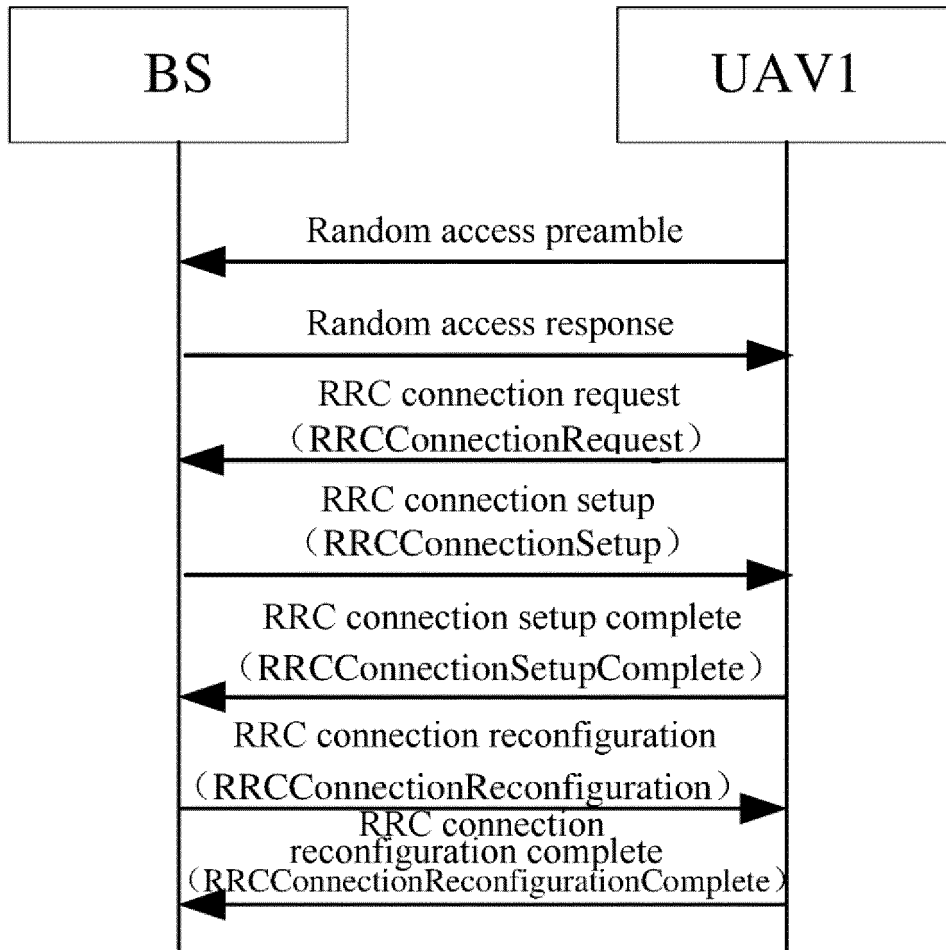 BS
UAV1
Random access preamble
Random access response
RRC connection request
（RRCConnectionRequest）
RRC connection setup
（RRCConnectionSetup）
RRC connection setup complete
（RRCConnectionSetupComplete）
RRC connection reconfiguration
（RRCConnectionReconfiguration）
RRC connection
reconfiguration complete
（RRCConnectionReconfigurationComplete）